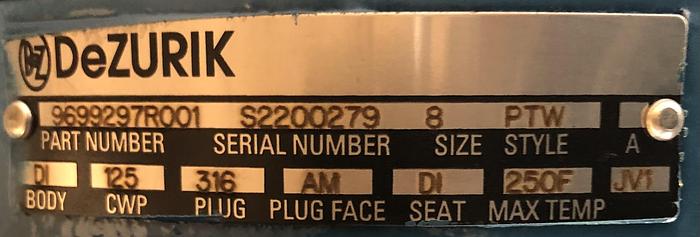 DZ DeZURIK
9699297R001 S2200279 8 PTW
PART NUMBER SERIAL NUMBER SIZE STYLE A
DI 125 316 AM DI 250F JV1
BODY CWP PLUG PLUG FACE SEAT MAX TEMP